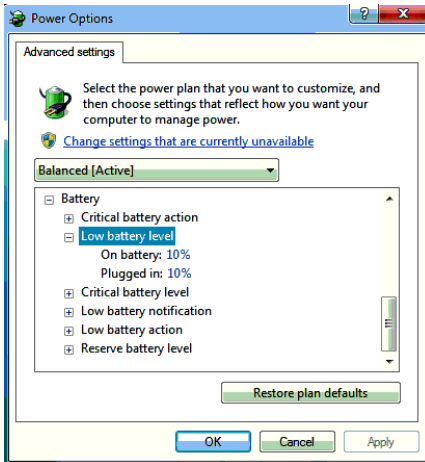 Power Options
Advanced settings
Select the power plan that you want to customize, and
then choose settings that reflect how you want your
computer to manage power.
Change settings that are currently unavailable
Balanced [Active]
Battery
Critical battery action
Low battery level
On battery: 10%
Plugged in: 10%
Critical battery level
Low battery notification
Low battery action
Reserve battery level
Restore plan defaults
OK Cancel Apply